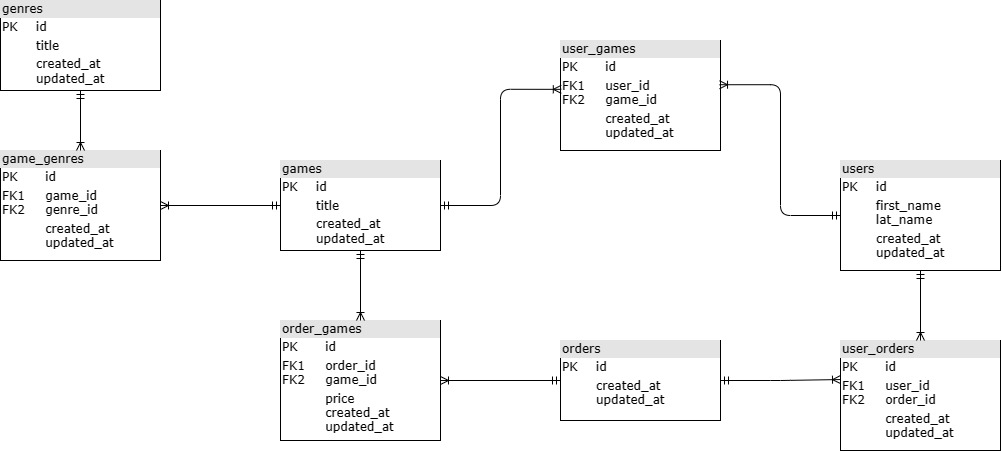 genres
PK id
title
created_at
updated_at
game_genres
PK id
FK1 game_id
FK2 genre_id
created_at
updated_at
games
PK id
title
created_at
updated_at
order_games
PK id
FK1 order_id
FK2 game_id
price
created_at
updated_at
user_games
PK id
FK1 user_id
FK2 game_id
created_at
updated_at
orders
PK id
created_at
updated_at
users
PK id
first_name
lat_name
created_at
updated_at
user_orders
PK id
FK1 user_id
FK2 order_id
created_at
updated_at